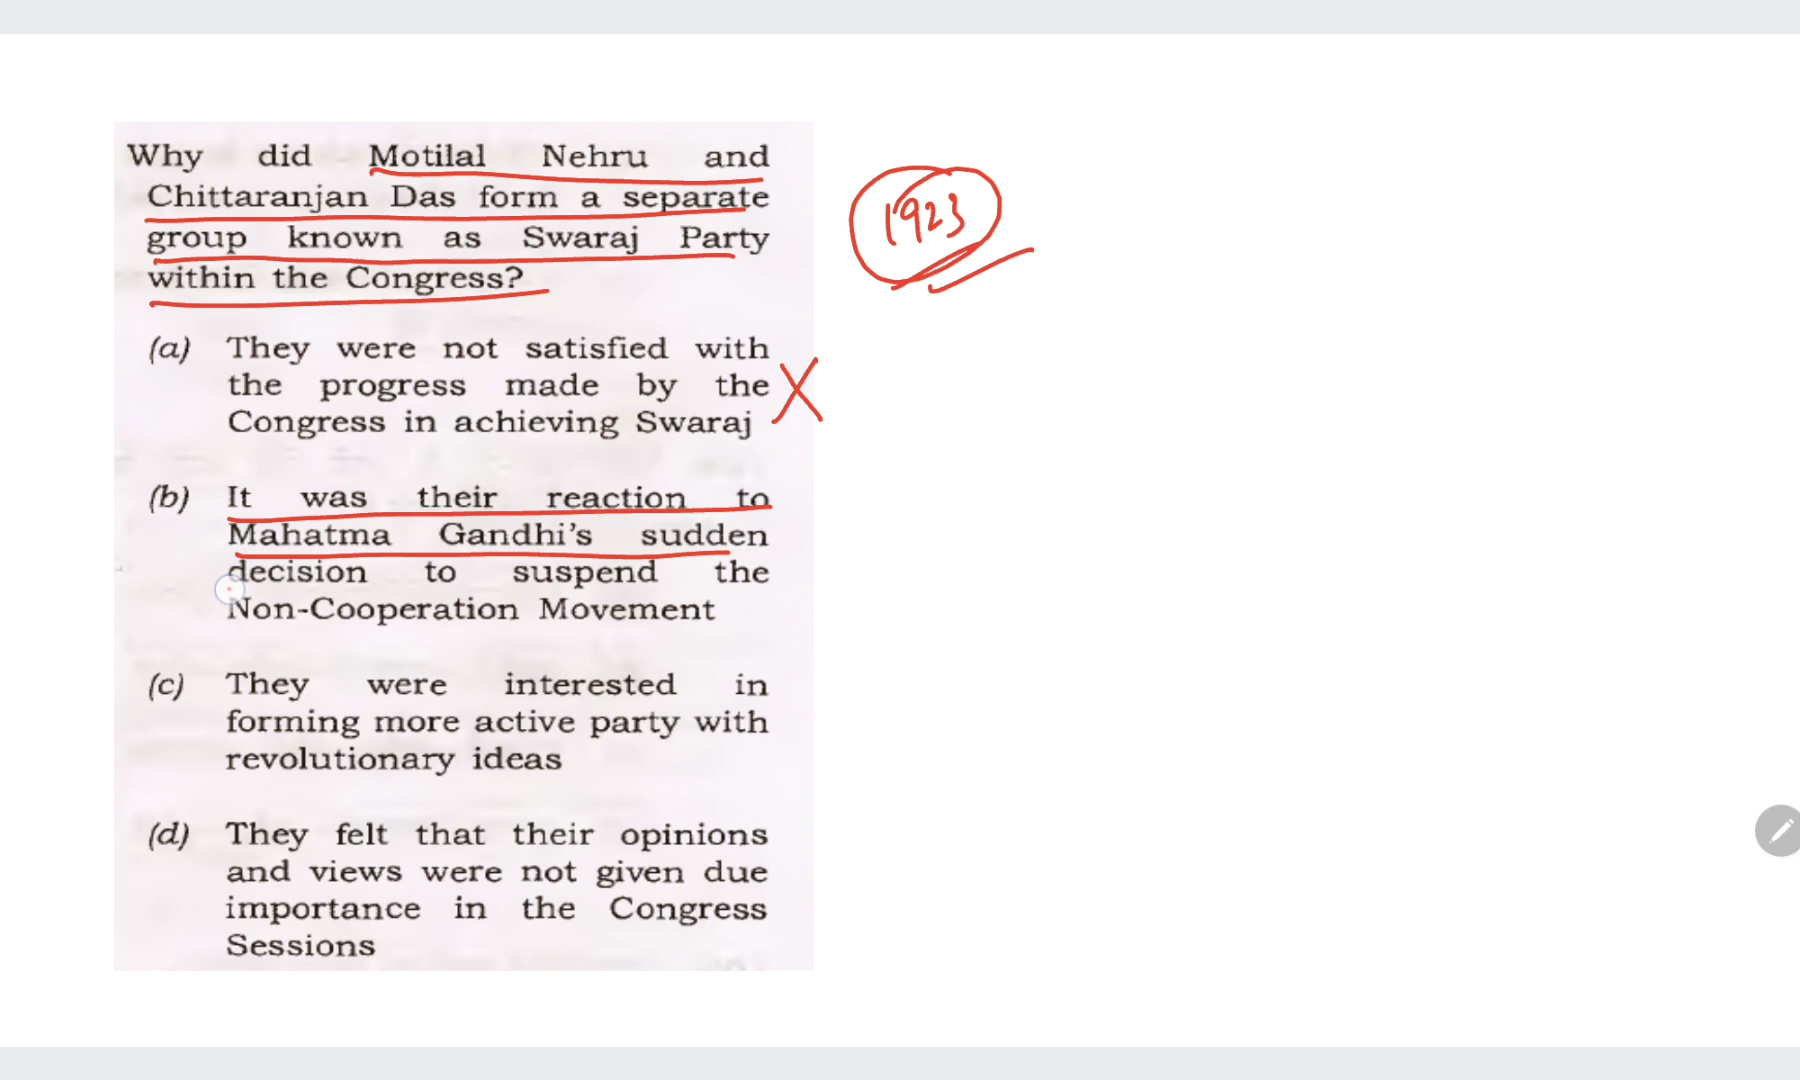 Why did Motilal Nehru and
Chittaranjan Das form a separate
group known as Swaraj Party
within the Congress?
1923
(a) They were not satisfied with
the progress made by the
Congress in achieving Swaraj
(b) It was their reaction to
Mahatma Gandhi's sudden
decision to suspend the
Non-Cooperation Movement
(c) They were interested in
forming more active party with
revolutionary ideas
(d) They felt that their opinions
and views were not given due
importance in the Congress
Sessions